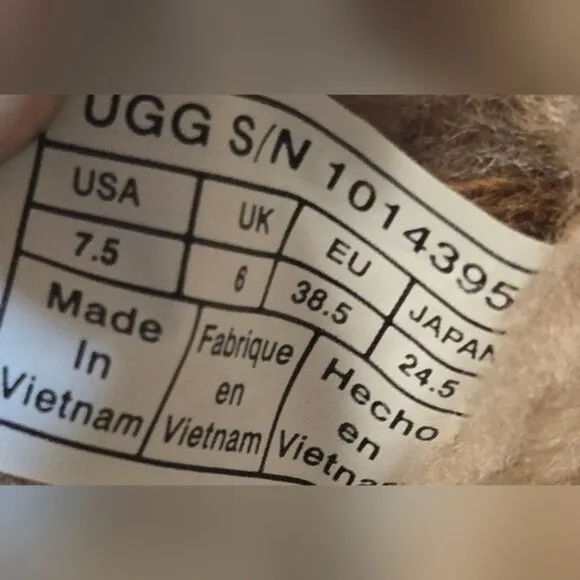 UGG S/N 1014395
USA UK EU JAPAN
7.5 6 38.5 24.5
Made Fabrique Hecho
In en en
Vietnam Vietnam